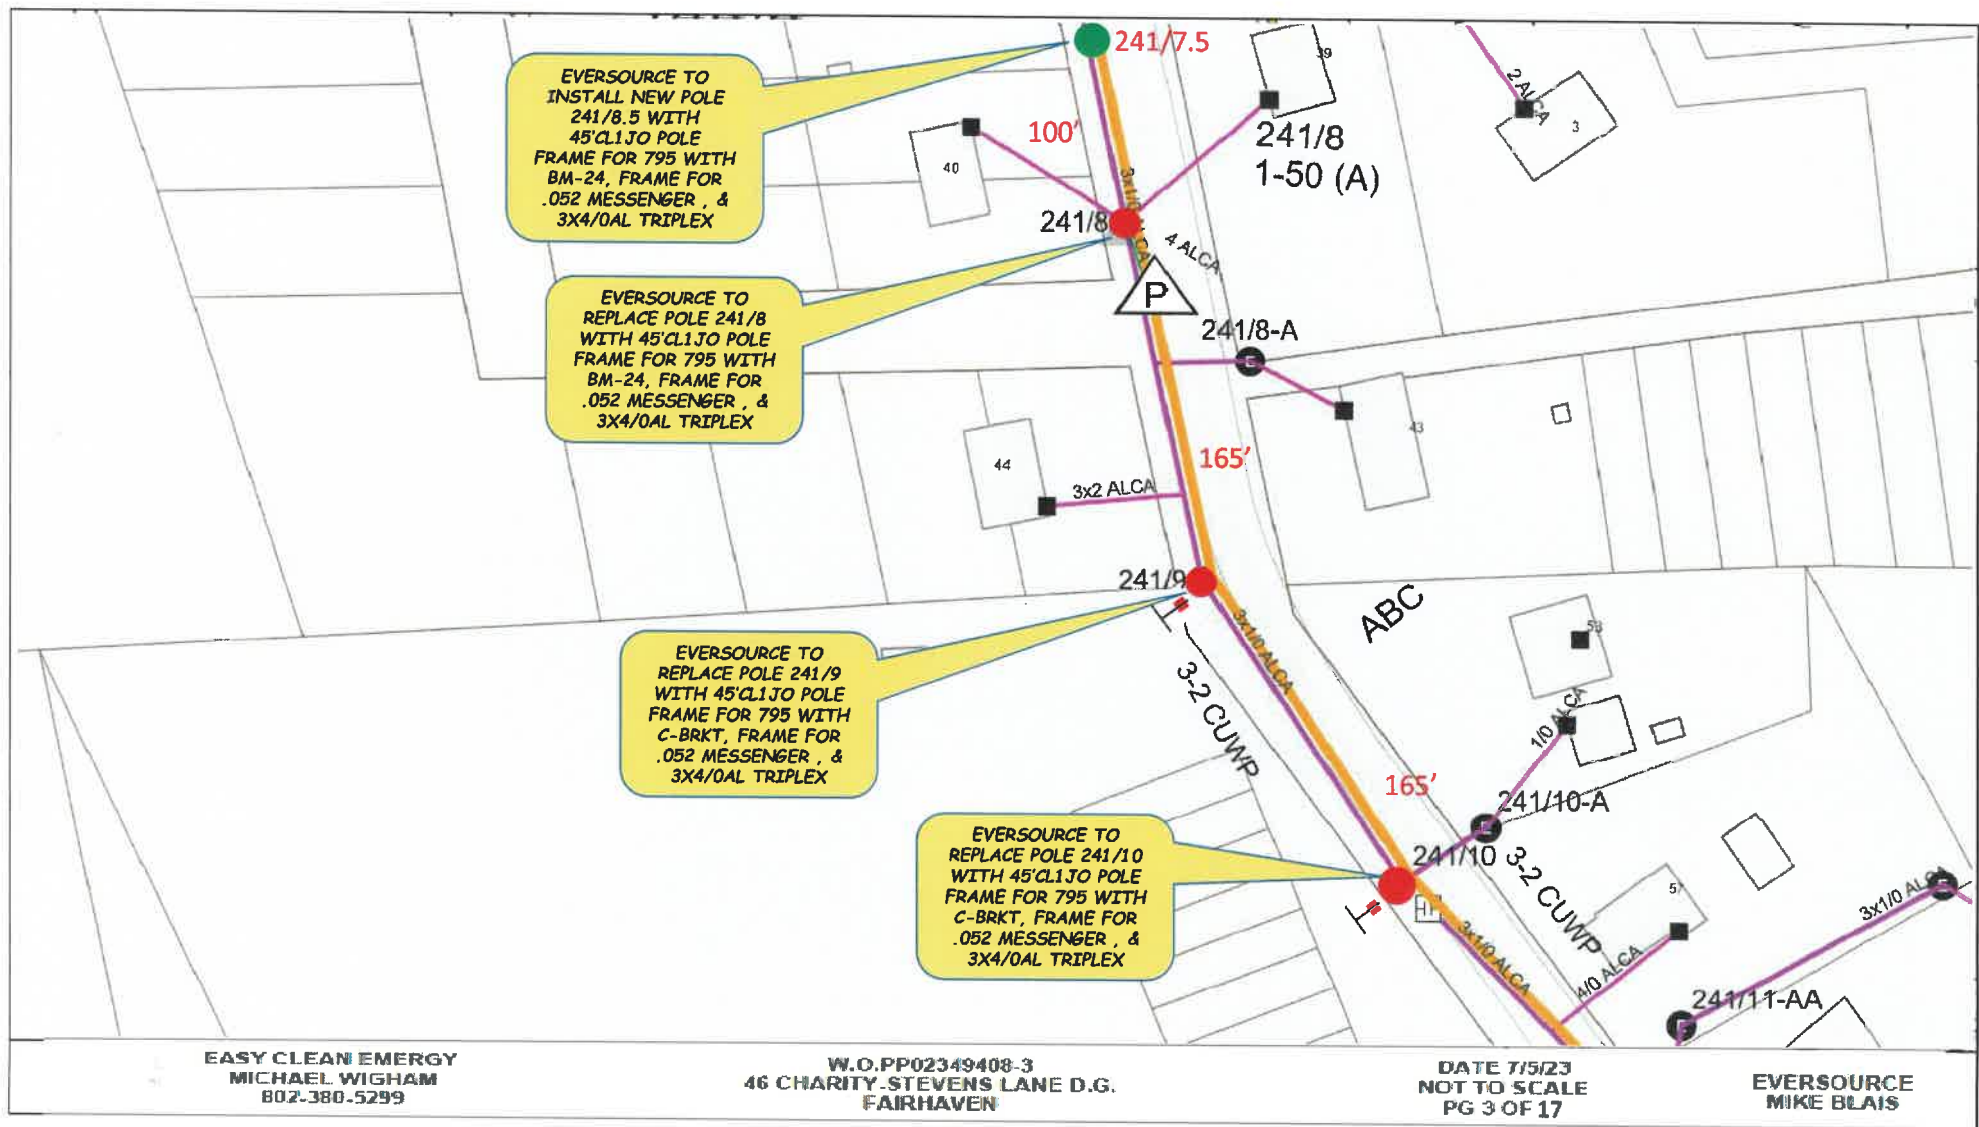 241/7.5
EVERSOURCE TO
INSTALL NEW POLE
241/8.5 WITH
45'CL1JO POLE
FRAME FOR 795 WITH
BM-24, FRAME FOR
.052 MESSENGER , &
3X4/0AL TRIPLEX
39
2 ALCA
3
100'
241/8
1-50 (A)
40
3x1/0 ALCA
241/8
4 ALCA
P
EVERSOURCE TO
REPLACE POLE 241/8
WITH 45'CL1JO POLE
FRAME FOR 795 WITH
BM-24, FRAME FOR
.052 MESSENGER , &
3X4/0AL TRIPLEX
241/8-A
43
165'
44
3x2 ALCA
241/9
ABC
3x1/0 ALCA
53
EVERSOURCE TO
REPLACE POLE 241/9
WITH 45'CL1JO POLE
FRAME FOR 795 WITH
C-BRKT, FRAME FOR
.052 MESSENGER , &
3X4/0AL TRIPLEX
3-2 CUWP
1/0 ALCA
165'
241/10-A
EVERSOURCE TO
REPLACE POLE 241/10
WITH 45'CL1JO POLE
FRAME FOR 795 WITH
C-BRKT, FRAME FOR
.052 MESSENGER , &
3X4/0AL TRIPLEX
241/10
3-2 CUWP
57
3x1/0 ALCA
3x1/0 ALCA
4/0 ALCA
241/11-AA
EASY CLEAN EMERGY
MICHAEL WIGHAM
802-380-5299
W.O.PP02349408-3
46 CHARITY-STEVENS LANE D.G.
FAIRHAVEN
DATE 7/5/23
NOT TO SCALE
PG 3 OF 17
EVERSOURCE
MIKE BLAIS